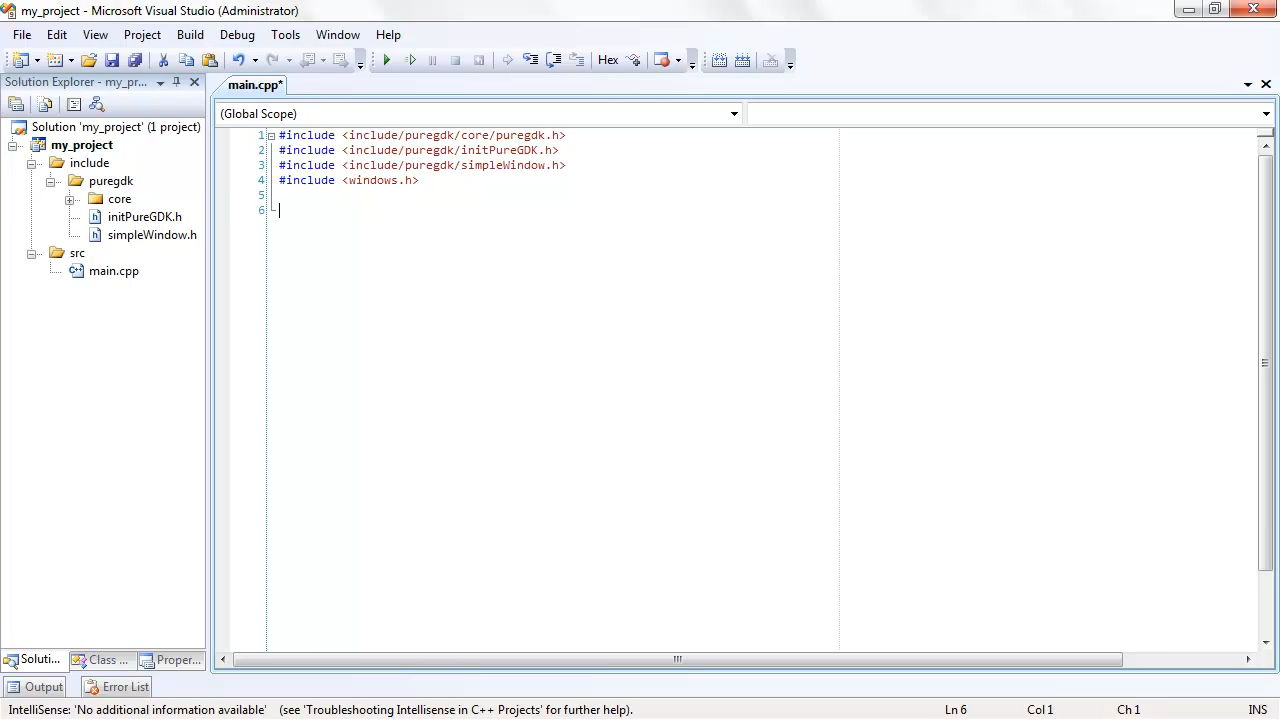 my_project - Microsoft Visual Studio (Administrator)
File Edit View Project Build Debug Tools Window Help
Hex
Solution Explorer - my_pr...
main.cpp*
(Global Scope)
Solution 'my_project' (1 project)
my_project
include
puregdk
core
initPureGDK.h
simpleWindow.h
src
main.cpp
1 #include <include/puregdk/core/puregdk.h>
2 #include <include/puregdk/initPureGDK.h>
3 #include <include/puregdk/simpleWindow.h>
4 #include <windows.h>
5
6
Soluti... Class ... Proper...
Output Error List
IntelliSense: 'No additional information available' (see 'Troubleshooting Intellisense in C++ Projects' for further help). Ln 6 Col 1 Ch 1 INS